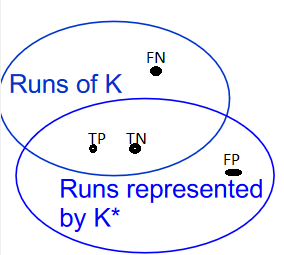 FN
Runs of K
TP TN
FP
Runs represented
by K*